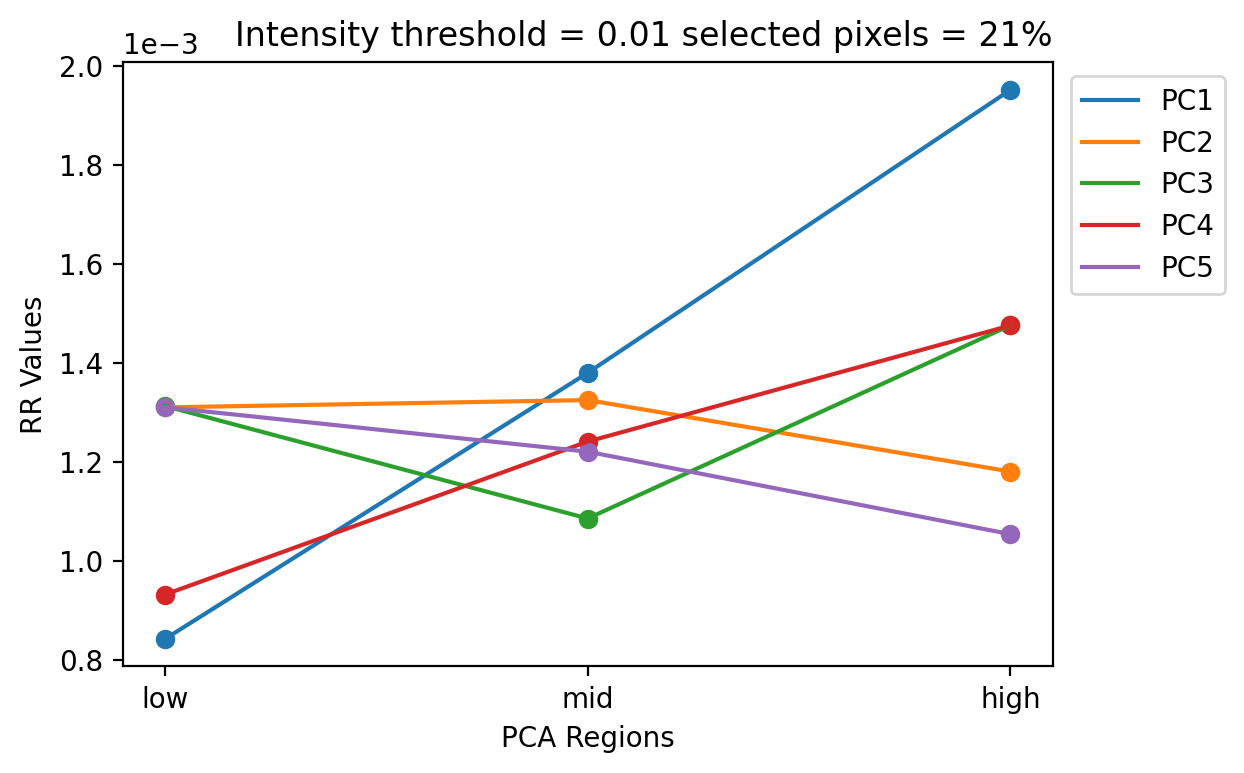 Intensity threshold = 0.01 selected pixels = 21%
1e−3
2.0
1.8
1.6
1.4
1.2
1.0
0.8
RR Values
low
mid
high
PCA Regions
PC1
PC2
PC3
PC4
PC5